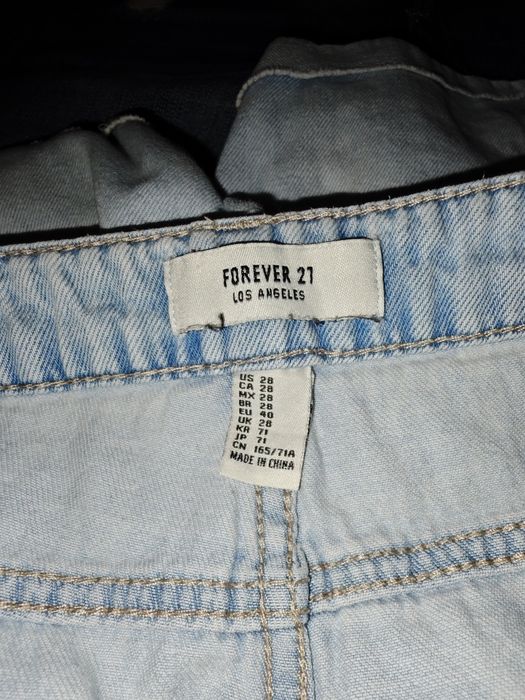 FOREVER 21
LOS ANGELES
US 28
CA 28
MX 28
BR 28
EU 40
UK 28
KR 71
JP 71
CN 165/71A
MADE IN CHINA